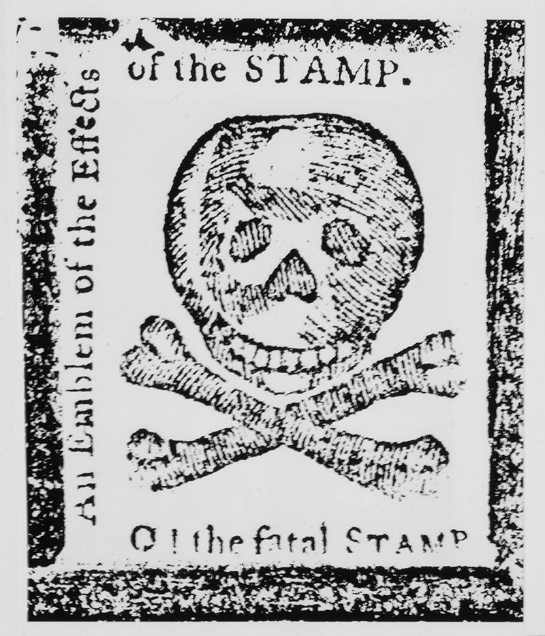 An Emblem of the Effects
of the STAMP.
O! the fatal STAMP